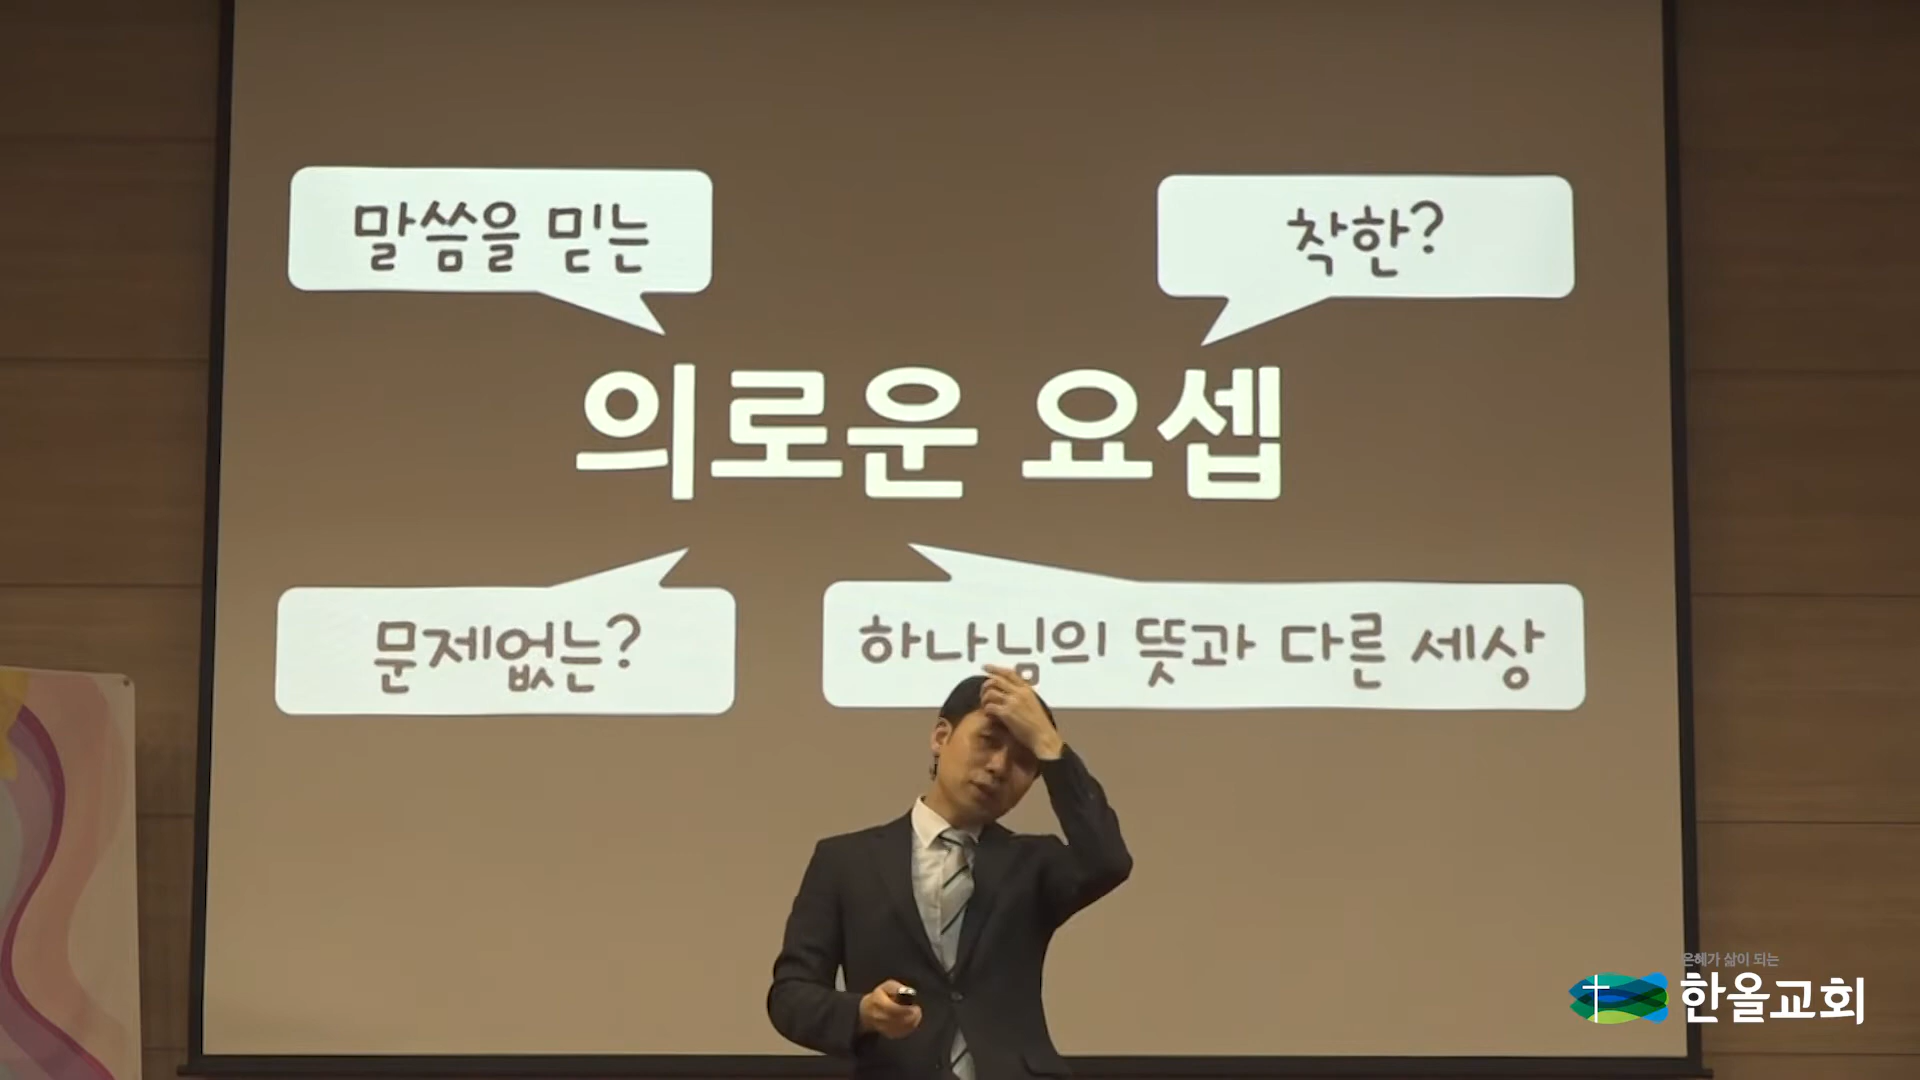 말씀을 믿는
착한?
의로운 요셉
문제없는?
하나님의 뜻과 다른 세상
은혜가 삶이 되는
한올교회